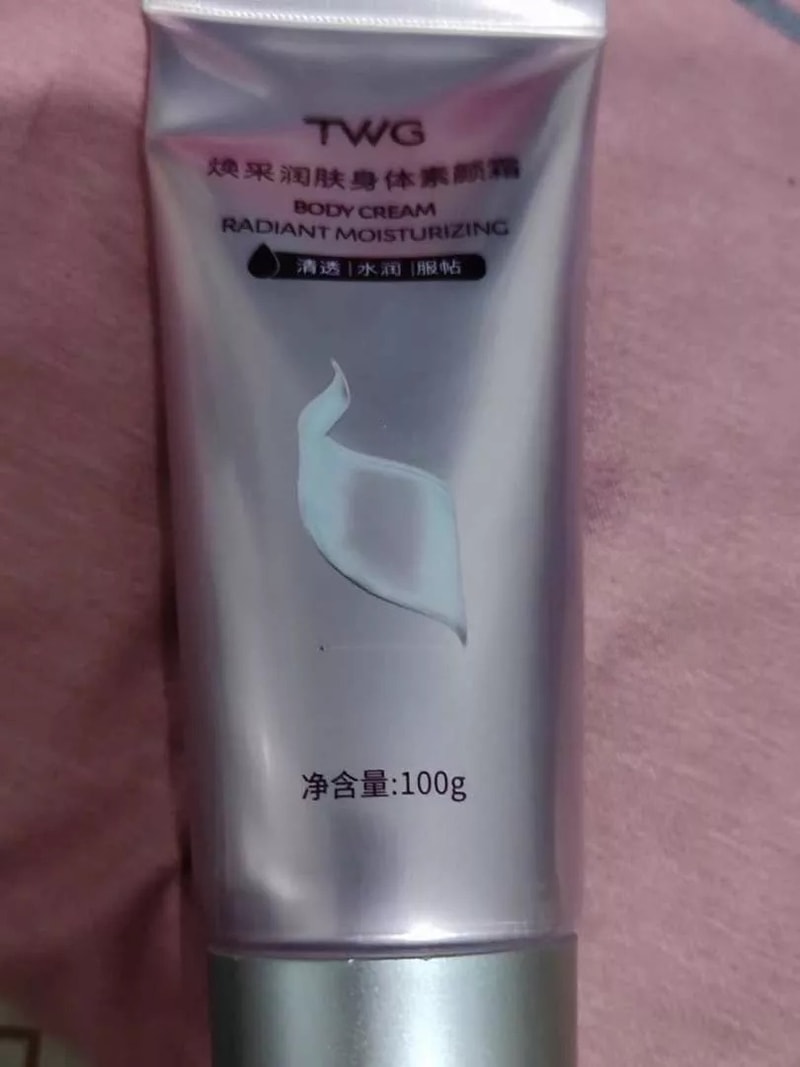 TWG
焕采润肤身体素颜霜
BODY CREAM
RADIANT MOISTURIZING
清透|水润|服帖
净含量:100g